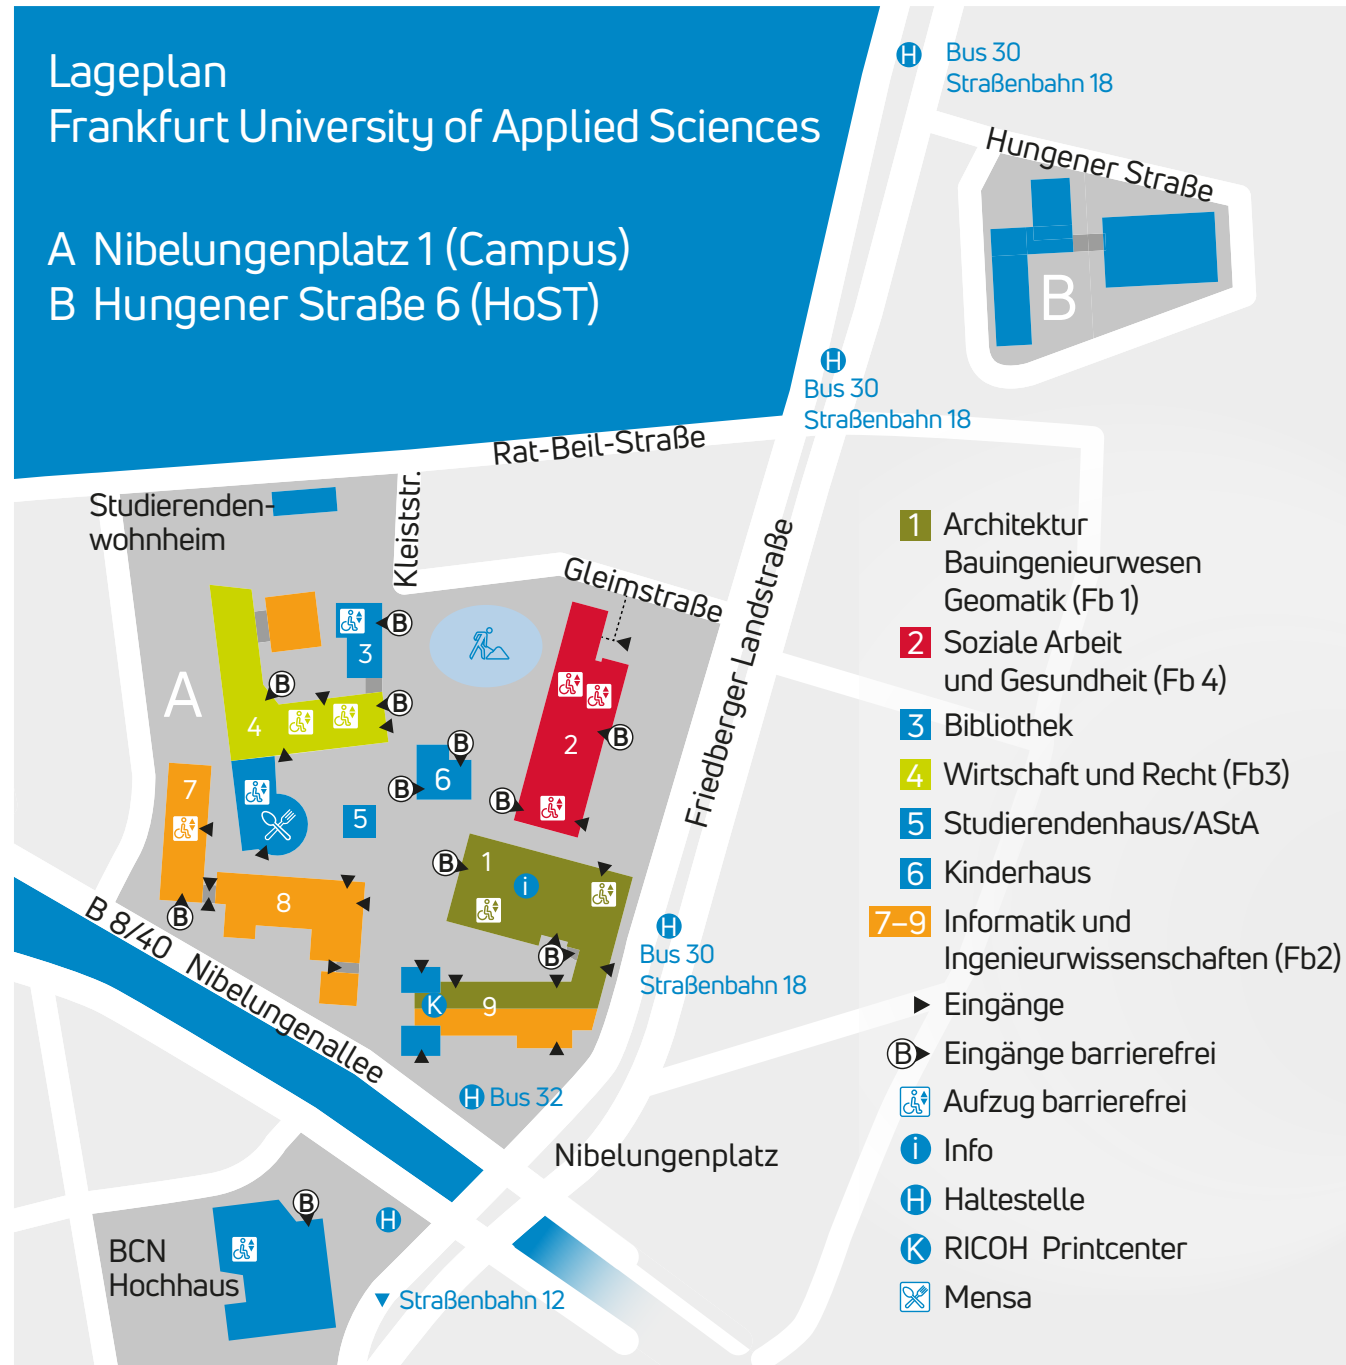 Lageplan
Frankfurt University of Applied Sciences
A Nibelungenplatz 1 (Campus)
B Hungener Straße 6 (HoST)
H Bus 30
Straßenbahn 18
Hungener Straße
B
H
Bus 30
Straßenbahn 18
Rat-Beil-Straße
Kleiststr.
Studierenden-
wohnheim
Gleimstraße
Friedberger Landstraße
A
B
3
B
B
4
2
B
B
6
B
B
7
5
B
1
i
8
B
B
K
9
H
Bus 30
Straßenbahn 18
B 8/40 Nibelungenallee
H Bus 32
Nibelungenplatz
B
H
BCN
Hochhaus
Straßenbahn 12
1 Architektur
Bauingenieurwesen
Geomatik (Fb 1)
2 Soziale Arbeit
und Gesundheit (Fb 4)
3 Bibliothek
4 Wirtschaft und Recht (Fb3)
5 Studierendenhaus/AStA
6 Kinderhaus
7–9 Informatik und
Ingenieurwissenschaften (Fb2)
Eingänge
B Eingänge barrierefrei
Aufzug barrierefrei
i Info
H Haltestelle
K RICOH Printcenter
Mensa